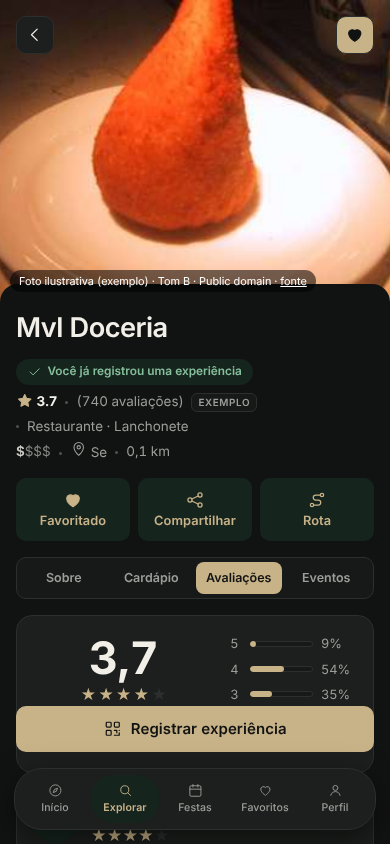 Foto ilustrativa (exemplo) · Tom B · Public domain · fonte
Mvl Doceria
Você já registrou uma experiência
3.7 · (740 avaliações) EXEMPLO
· Restaurante · Lanchonete
$$$$ · Se · 0,1 km
Favoritado Compartilhar Rota
Sobre Cardápio Avaliações Eventos
3,7
5 9%
4 54%
3 35%
Registrar experiência
Início Explorar Festas Favoritos Perfil